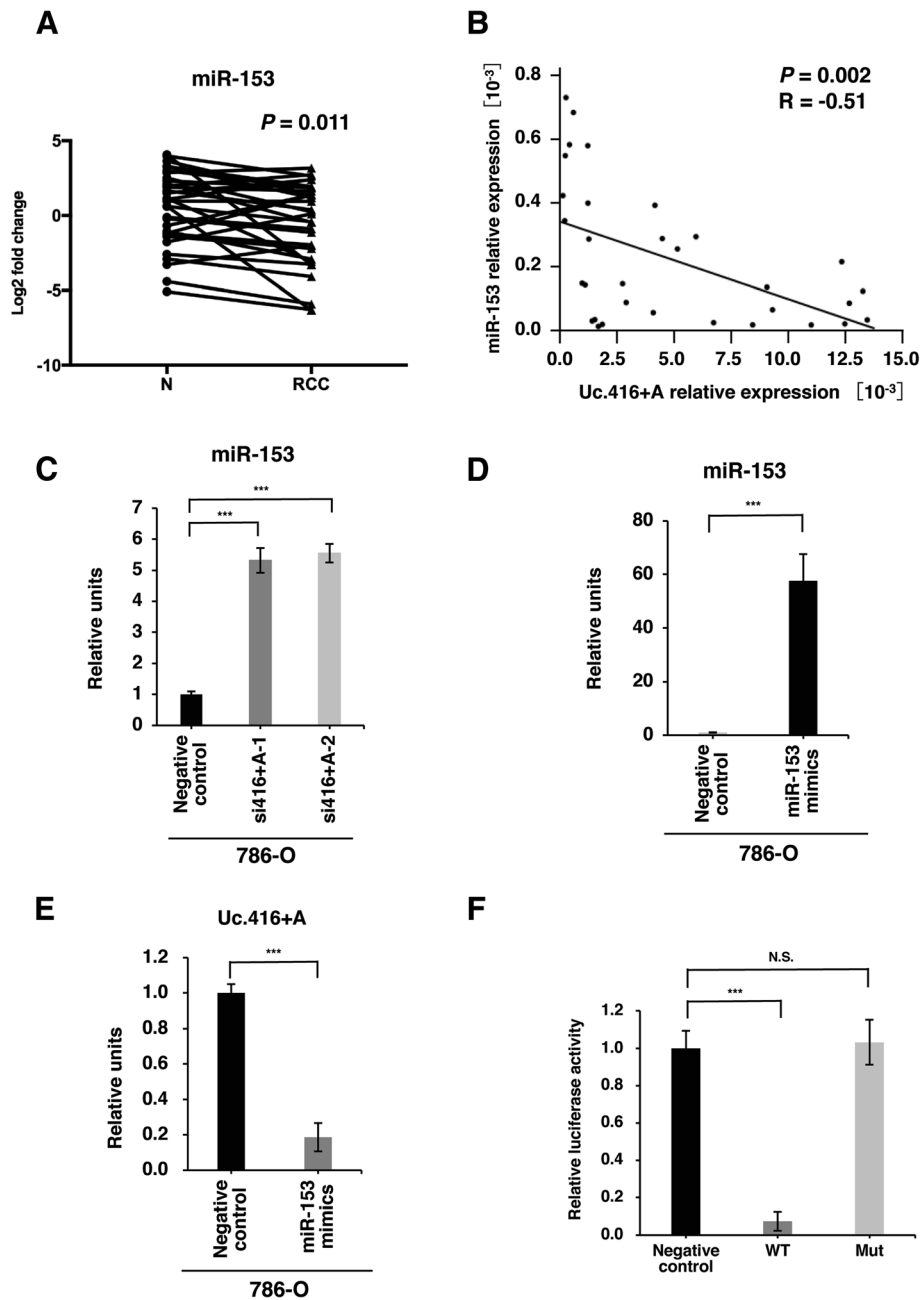 A
miR-153
P = 0.011
Log2 fold change
5
0
-5
-10
N
RCC
B
miR-153 relative expression [10-3]
P = 0.002
R = -0.51
0.8
0.6
0.4
0.2
0.0
0.0
2.5
5.0
7.5
10.0
12.5
15.0
Uc.416+A relative expression [10-3]
C
miR-153
Relative units
***
***
7
6
5
4
3
2
1
0
Negative
control
si416+A-1
si416+A-2
786-O
D
miR-153
Relative units
***
80
60
40
20
0
Negative
control
miR-153
mimics
786-O
E
Uc.416+A
Relative units
***
1.2
1.0
0.8
0.6
0.4
0.2
0.0
Negative
control
miR-153
mimics
786-O
F
Relative luciferase activity
N.S.
***
1.2
1.0
0.8
0.6
0.4
0.2
0.0
Negative
control
WT
Mut